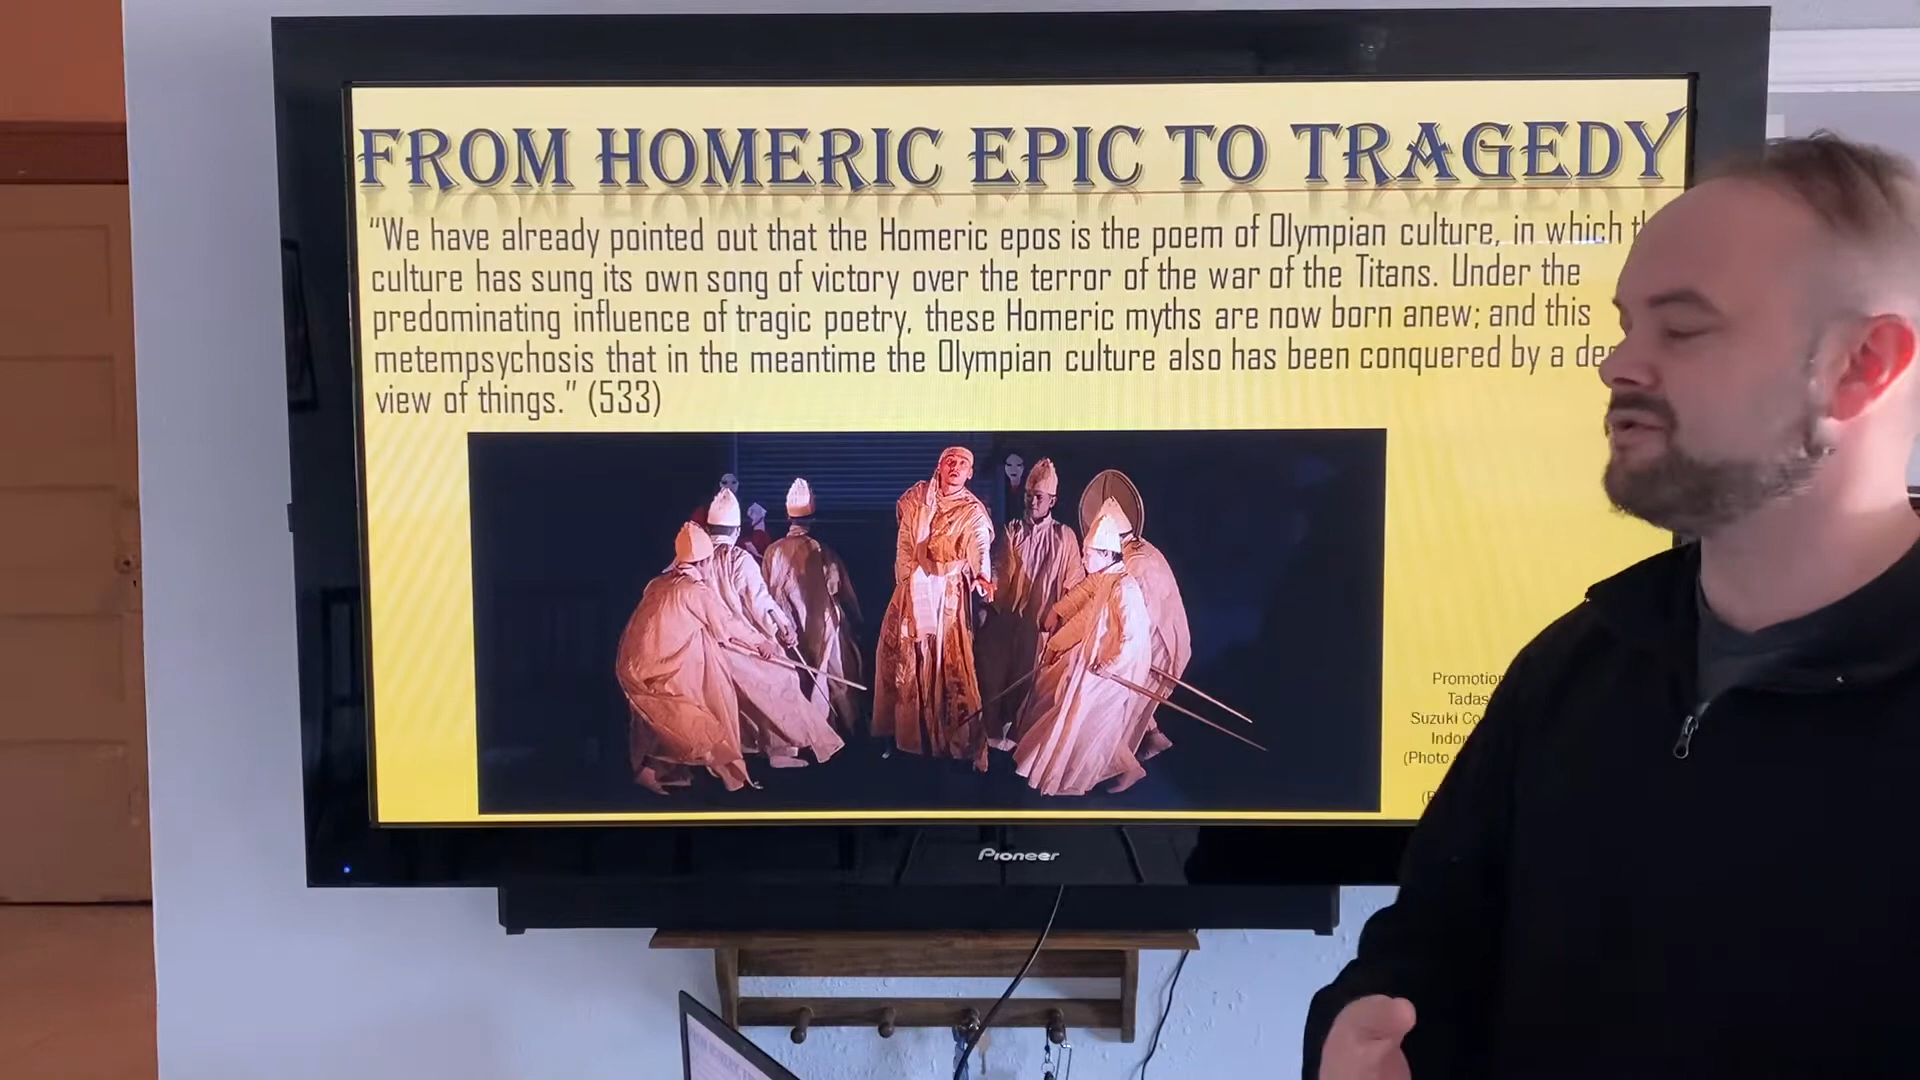 FROM HOMERIC EPIC TO TRAGEDY
“We have already pointed out that the Homeric epos is the poem of Olympian culture, in which
culture has sung its own song of victory over the terror of the war of the Titans. Under the
predominating influence of tragic poetry, these Homeric myths are now born anew; and this
metempsychosis that in the meantime the Olympian culture also has been conquered by a
view of things.” (533)
Suzuki
(Photo
Pioneer